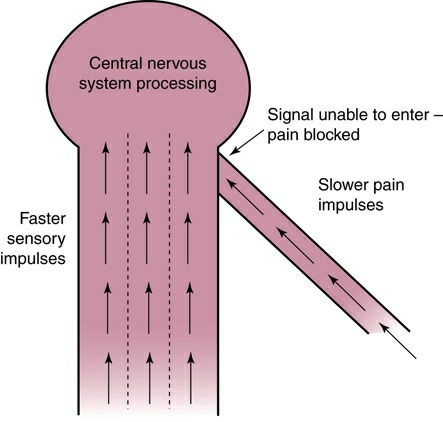 Central nervous
system processing
Signal unable to enter –
pain blocked
Slower pain
impulses
Faster
sensory
impulses